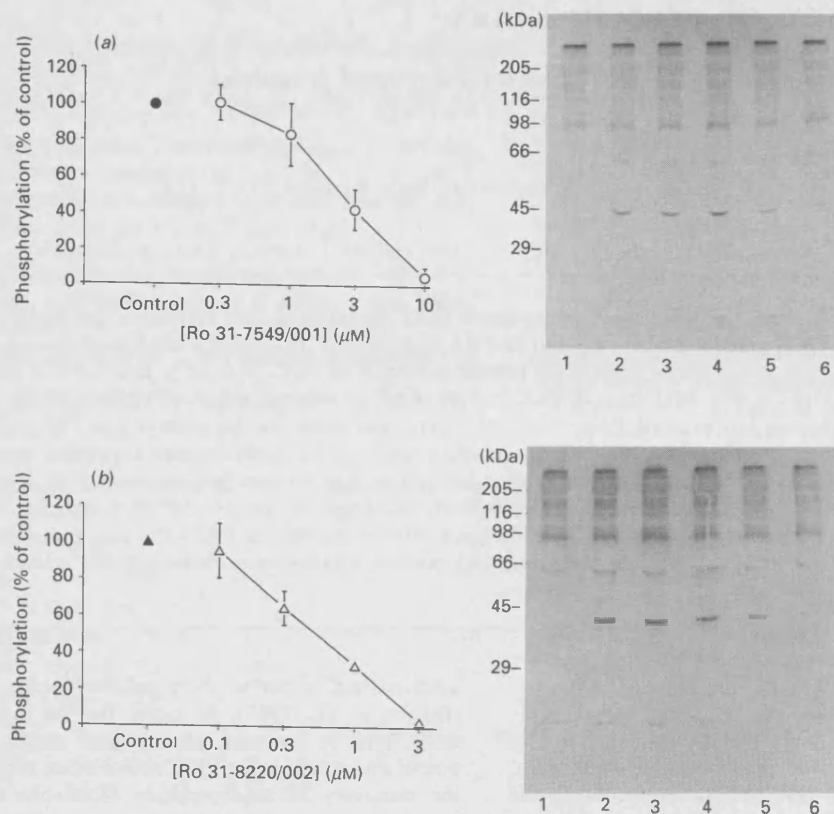 (a)
Phosphorylation (% of control)
120
100
80
60
40
20
0
Control 0.3 1 3 10
[Ro 31-7549/001] (μM)
(kDa)
205–
116–
98–
66–
45–
29–
1 2 3 4 5 6
(b)
Phosphorylation (% of control)
120
100
80
60
40
20
0
Control 0.1 0.3 1 3
[Ro 31-8220/002] (μM)
(kDa)
205–
116–
98–
66–
45–
29–
1 2 3 4 5 6